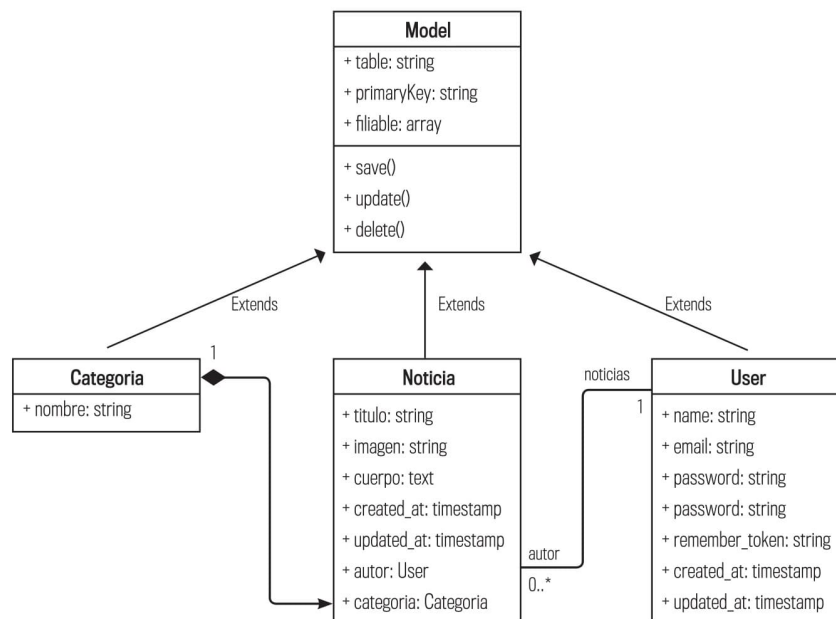 Model
+ table: string
+ primaryKey: string
+ filiable: array
+ save()
+ update()
+ delete()
Extends
Extends
Extends
Categoria
+ nombre: string
1
Noticia
+ titulo: string
+ imagen: string
+ cuerpo: text
+ created_at: timestamp
+ updated_at: timestamp
+ autor: User
+ categoria: Categoria
noticias
1
autor
0..*
User
+ name: string
+ email: string
+ password: string
+ password: string
+ remember_token: string
+ created_at: timestamp
+ updated_at: timestamp